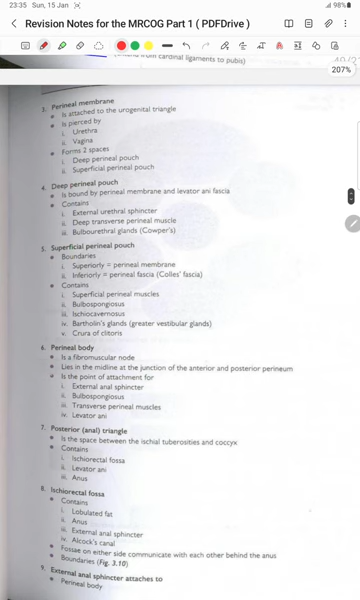 23:35 Sun, 15 Jan
98%
Revision Notes for the MRCOG Part 1 ( PDFDrive )
cardinal ligaments to pubis)
207%
3. Perineal membrane
Is attached to the urogenital triangle
Is pierced by
i. Urethra
ii. Vagina
Forms 2 spaces
i. Deep perineal pouch
ii. Superficial perineal pouch
4. Deep perineal pouch
Is bound by perineal membrane and levator ani fascia
Contains
i. External urethral sphincter
ii. Deep transverse perineal muscle
iii. Bulbourethral glands (Cowper's)
5. Superficial perineal pouch
Boundaries
i. Superiorly = perineal membrane
ii. Inferiorly = perineal fascia (Colles' fascia)
Contains
i. Superficial perineal muscles
ii. Bulbospongiosus
iii. Ischiocavernosus
iv. Bartholin's glands (greater vestibular glands)
v. Crura of clitoris
6. Perineal body
Is a fibromuscular node
Lies in the midline at the junction of the anterior and posterior perineum
Is the point of attachment for
i. External anal sphincter
ii. Bulbospongiosus
iii. Transverse perineal muscles
iv. Levator ani
7. Posterior (anal) triangle
Is the space between the ischial tuberosities and coccyx
Contains
i. Ischiorectal fossa
ii. Levator ani
iii. Anus
8. Ischiorectal fossa
Contains
i. Lobulated fat
ii. Anus
iii. External anal sphincter
iv. Alcock's canal
Fossae on either side communicate with each other behind the anus
Boundaries (Fig. 3.10)
9. External anal sphincter attaches to
Perineal body